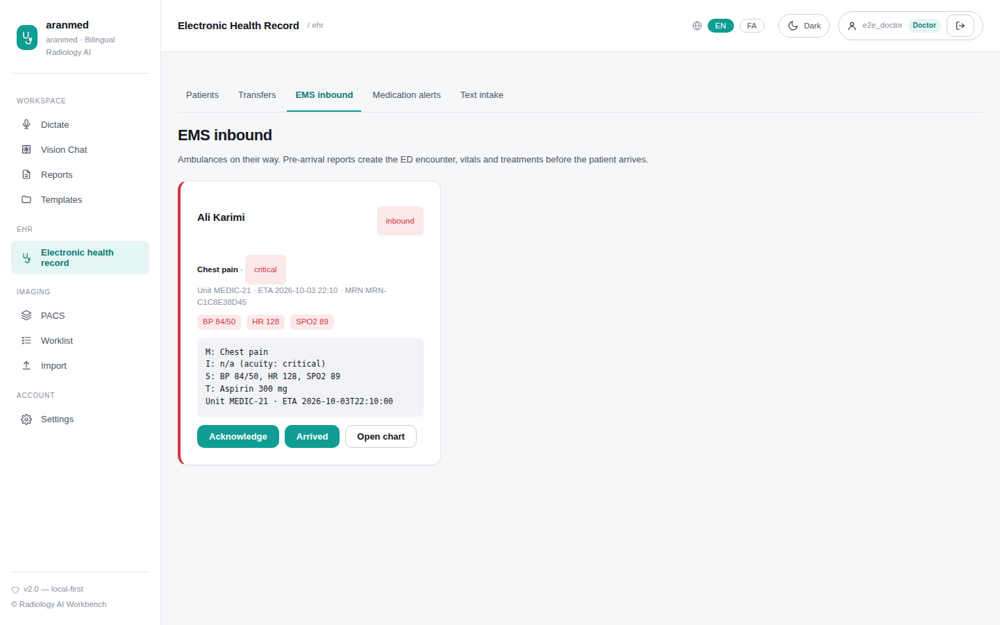 aranmed
aranmed · Bilingual
Radiology AI
WORKSPACE
Dictate
Vision Chat
Reports
Templates
EHR
Electronic health
record
IMAGING
PACS
Worklist
Import
ACCOUNT
Settings
v2.0 — local-first
© Radiology AI Workbench
Electronic Health Record / ehr
EN FA Dark e2e_doctor Doctor
Patients Transfers EMS inbound Medication alerts Text intake
EMS inbound
Ambulances on their way. Pre-arrival reports create the ED encounter, vitals and treatments before the patient arrives.
Ali Karimi inbound
Chest pain · critical
Unit MEDIC-21 · ETA 2026-10-03 22:10 · MRN MRN-
C1C8E38D45
BP 84/50 HR 128 SPO2 89
M: Chest pain
I: n/a (acuity: critical)
S: BP 84/50, HR 128, SPO2 89
T: Aspirin 300 mg
Unit MEDIC-21 · ETA 2026-10-03T22:10:00
Acknowledge Arrived Open chart